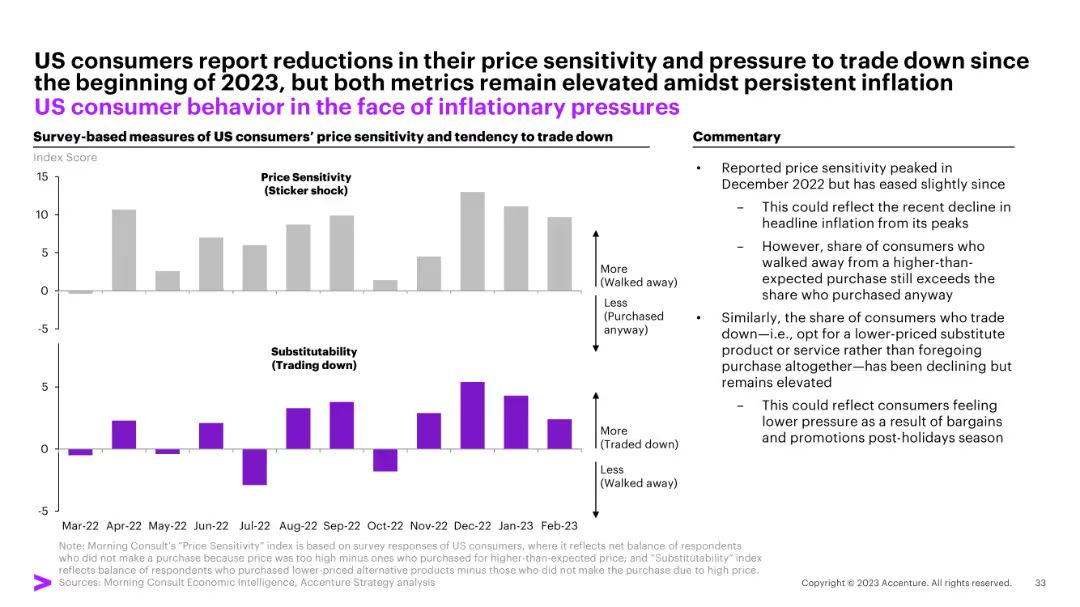 US consumers report reductions in their price sensitivity and pressure to trade down since
the beginning of 2023, but both metrics remain elevated amidst persistent inflation
US consumer behavior in the face of inflationary pressures
Survey-based measures of US consumers’ price sensitivity and tendency to trade down
Index Score
Price Sensitivity
(Sticker shock)
15
10
5
0
-5
More
(Walked away)
Less
(Purchased
anyway)
Substitutability
(Trading down)
5
0
-5
More
(Traded down)
Less
(Walked away)
Mar-22 Apr-22 May-22 Jun-22 Jul-22 Aug-22 Sep-22 Oct-22 Nov-22 Dec-22 Jan-23 Feb-23
Commentary
• Reported price sensitivity peaked in
December 2022 but has eased slightly since
– This could reflect the recent decline in
headline inflation from its peaks
– However, share of consumers who
walked away from a higher-than-
expected purchase still exceeds the
share who purchased anyway
• Similarly, the share of consumers who trade
down—i.e., opt for a lower-priced substitute
product or service rather than foregoing
purchase altogether—has been declining but
remains elevated
– This could reflect consumers feeling
lower pressure as a result of bargains
and promotions post-holidays season
Note: Morning Consult’s “Price Sensitivity” index is based on survey responses of US consumers, where it reflects net balance of respondents
who did not make a purchase because price was too high minus ones who purchased for higher-than-expected price; and “Substitutability” index
reflects balance of respondents who purchased lower-priced alternative products minus those who did not make the purchase due to high price.
Sources: Morning Consult Economic Intelligence, Accenture Strategy analysis
Copyright © 2023 Accenture. All rights reserved. 33